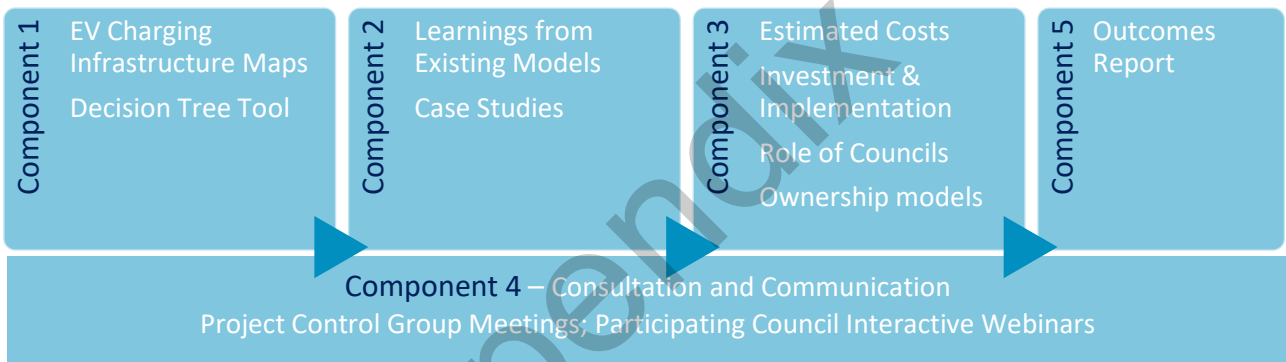 Component 1
EV Charging
Infrastructure Maps
Decision Tree Tool
Component 2
Learnings from
Existing Models
Case Studies
Component 3
Estimated Costs
Investment &
Implementation
Role of Councils
Ownership models
Component 5
Outcomes
Report
Component 4 – Consultation and Communication
Project Control Group Meetings; Participating Council Interactive Webinars